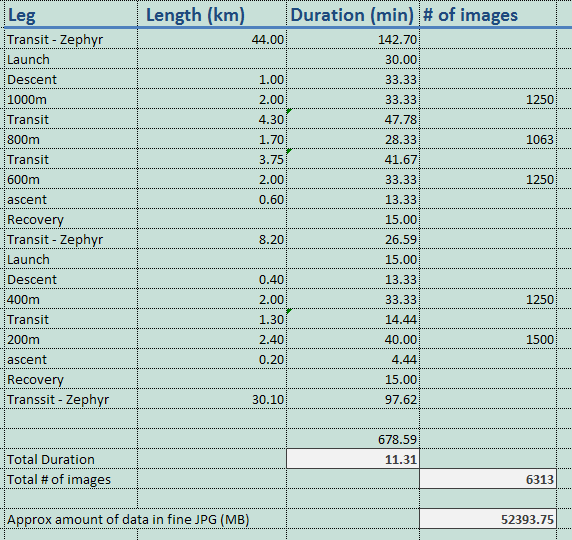 Leg Length (km) Duration (min) # of images
Transit - Zephyr 44.00 142.70
Launch 30.00
Descent 1.00 33.33
1000m 2.00 33.33 1250
Transit 4.30 47.78
800m 1.70 28.33 1063
Transit 3.75 41.67
600m 2.00 33.33 1250
ascent 0.60 13.33
Recovery 15.00
Transit - Zephyr 8.20 26.59
Launch 15.00
Descent 0.40 13.33
400m 2.00 33.33 1250
Transit 1.30 14.44
200m 2.40 40.00 1500
ascent 0.20 4.44
Recovery 15.00
Transsit - Zephyr 30.10 97.62
678.59
Total Duration 11.31
Total # of images 6313
Approx amount of data in fine JPG (MB) 52393.75